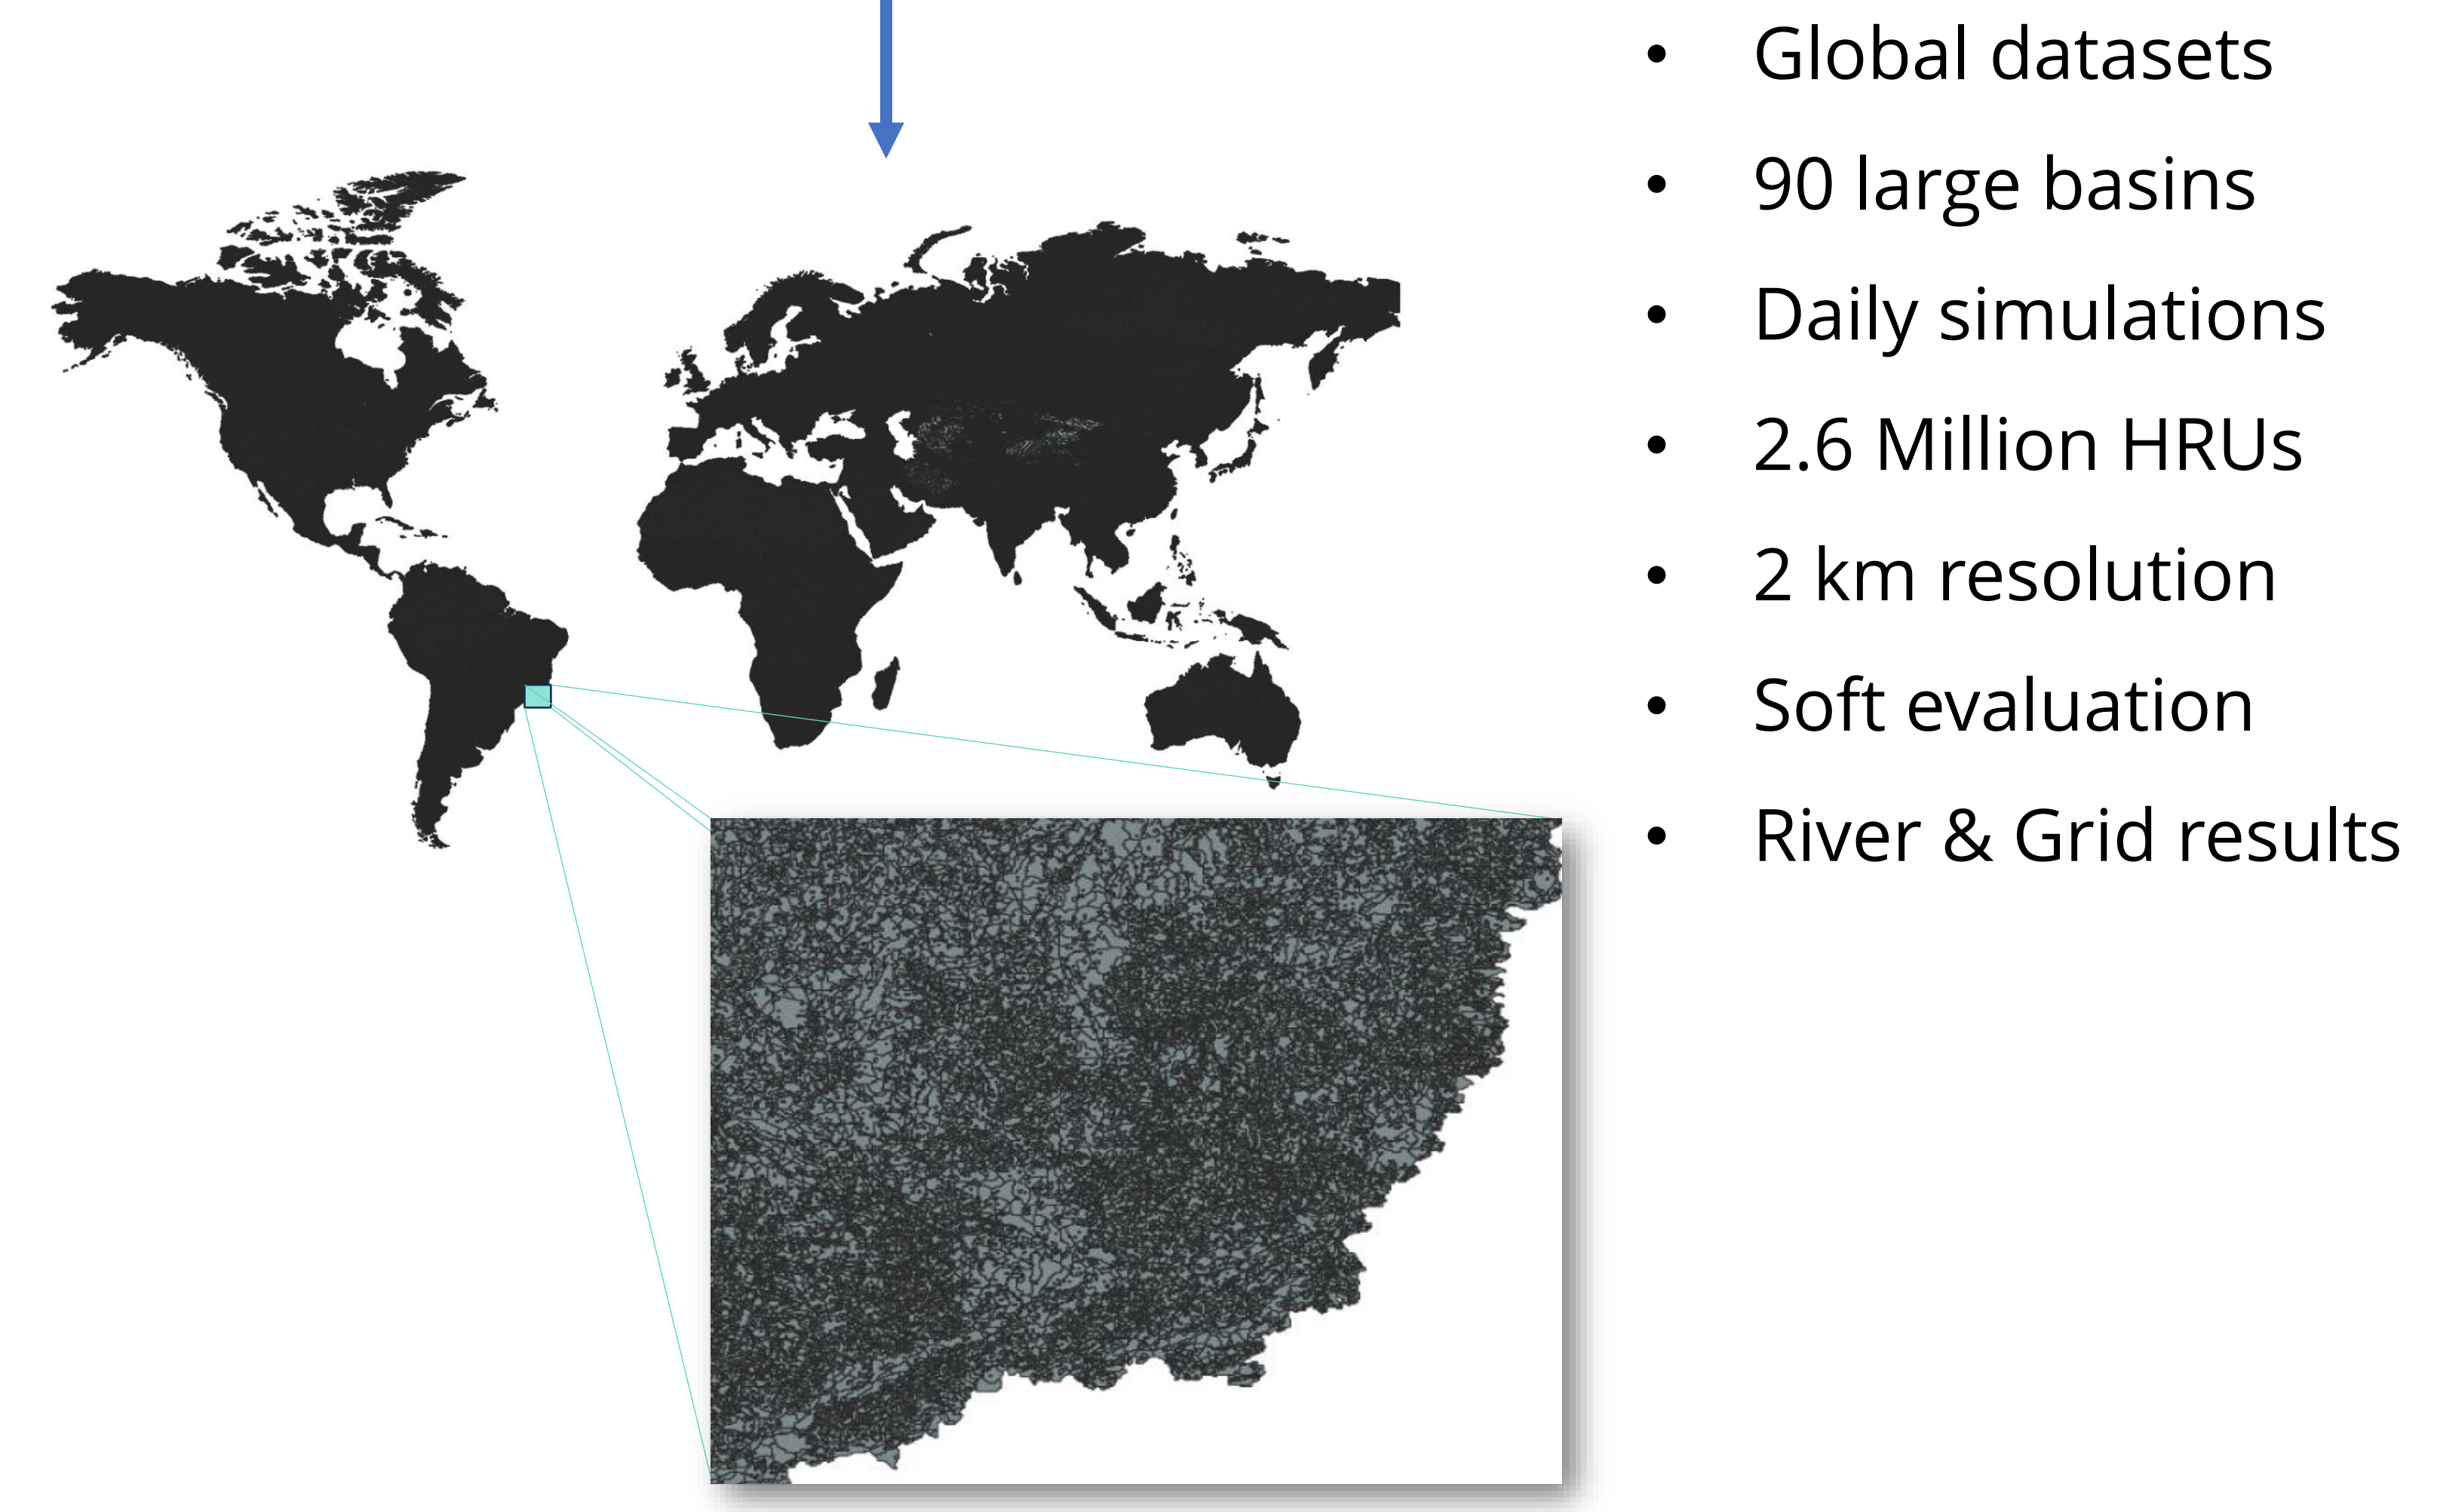 • Global datasets
• 90 large basins
• Daily simulations
• 2.6 Million HRUs
• 2 km resolution
• Soft evaluation
• River & Grid results